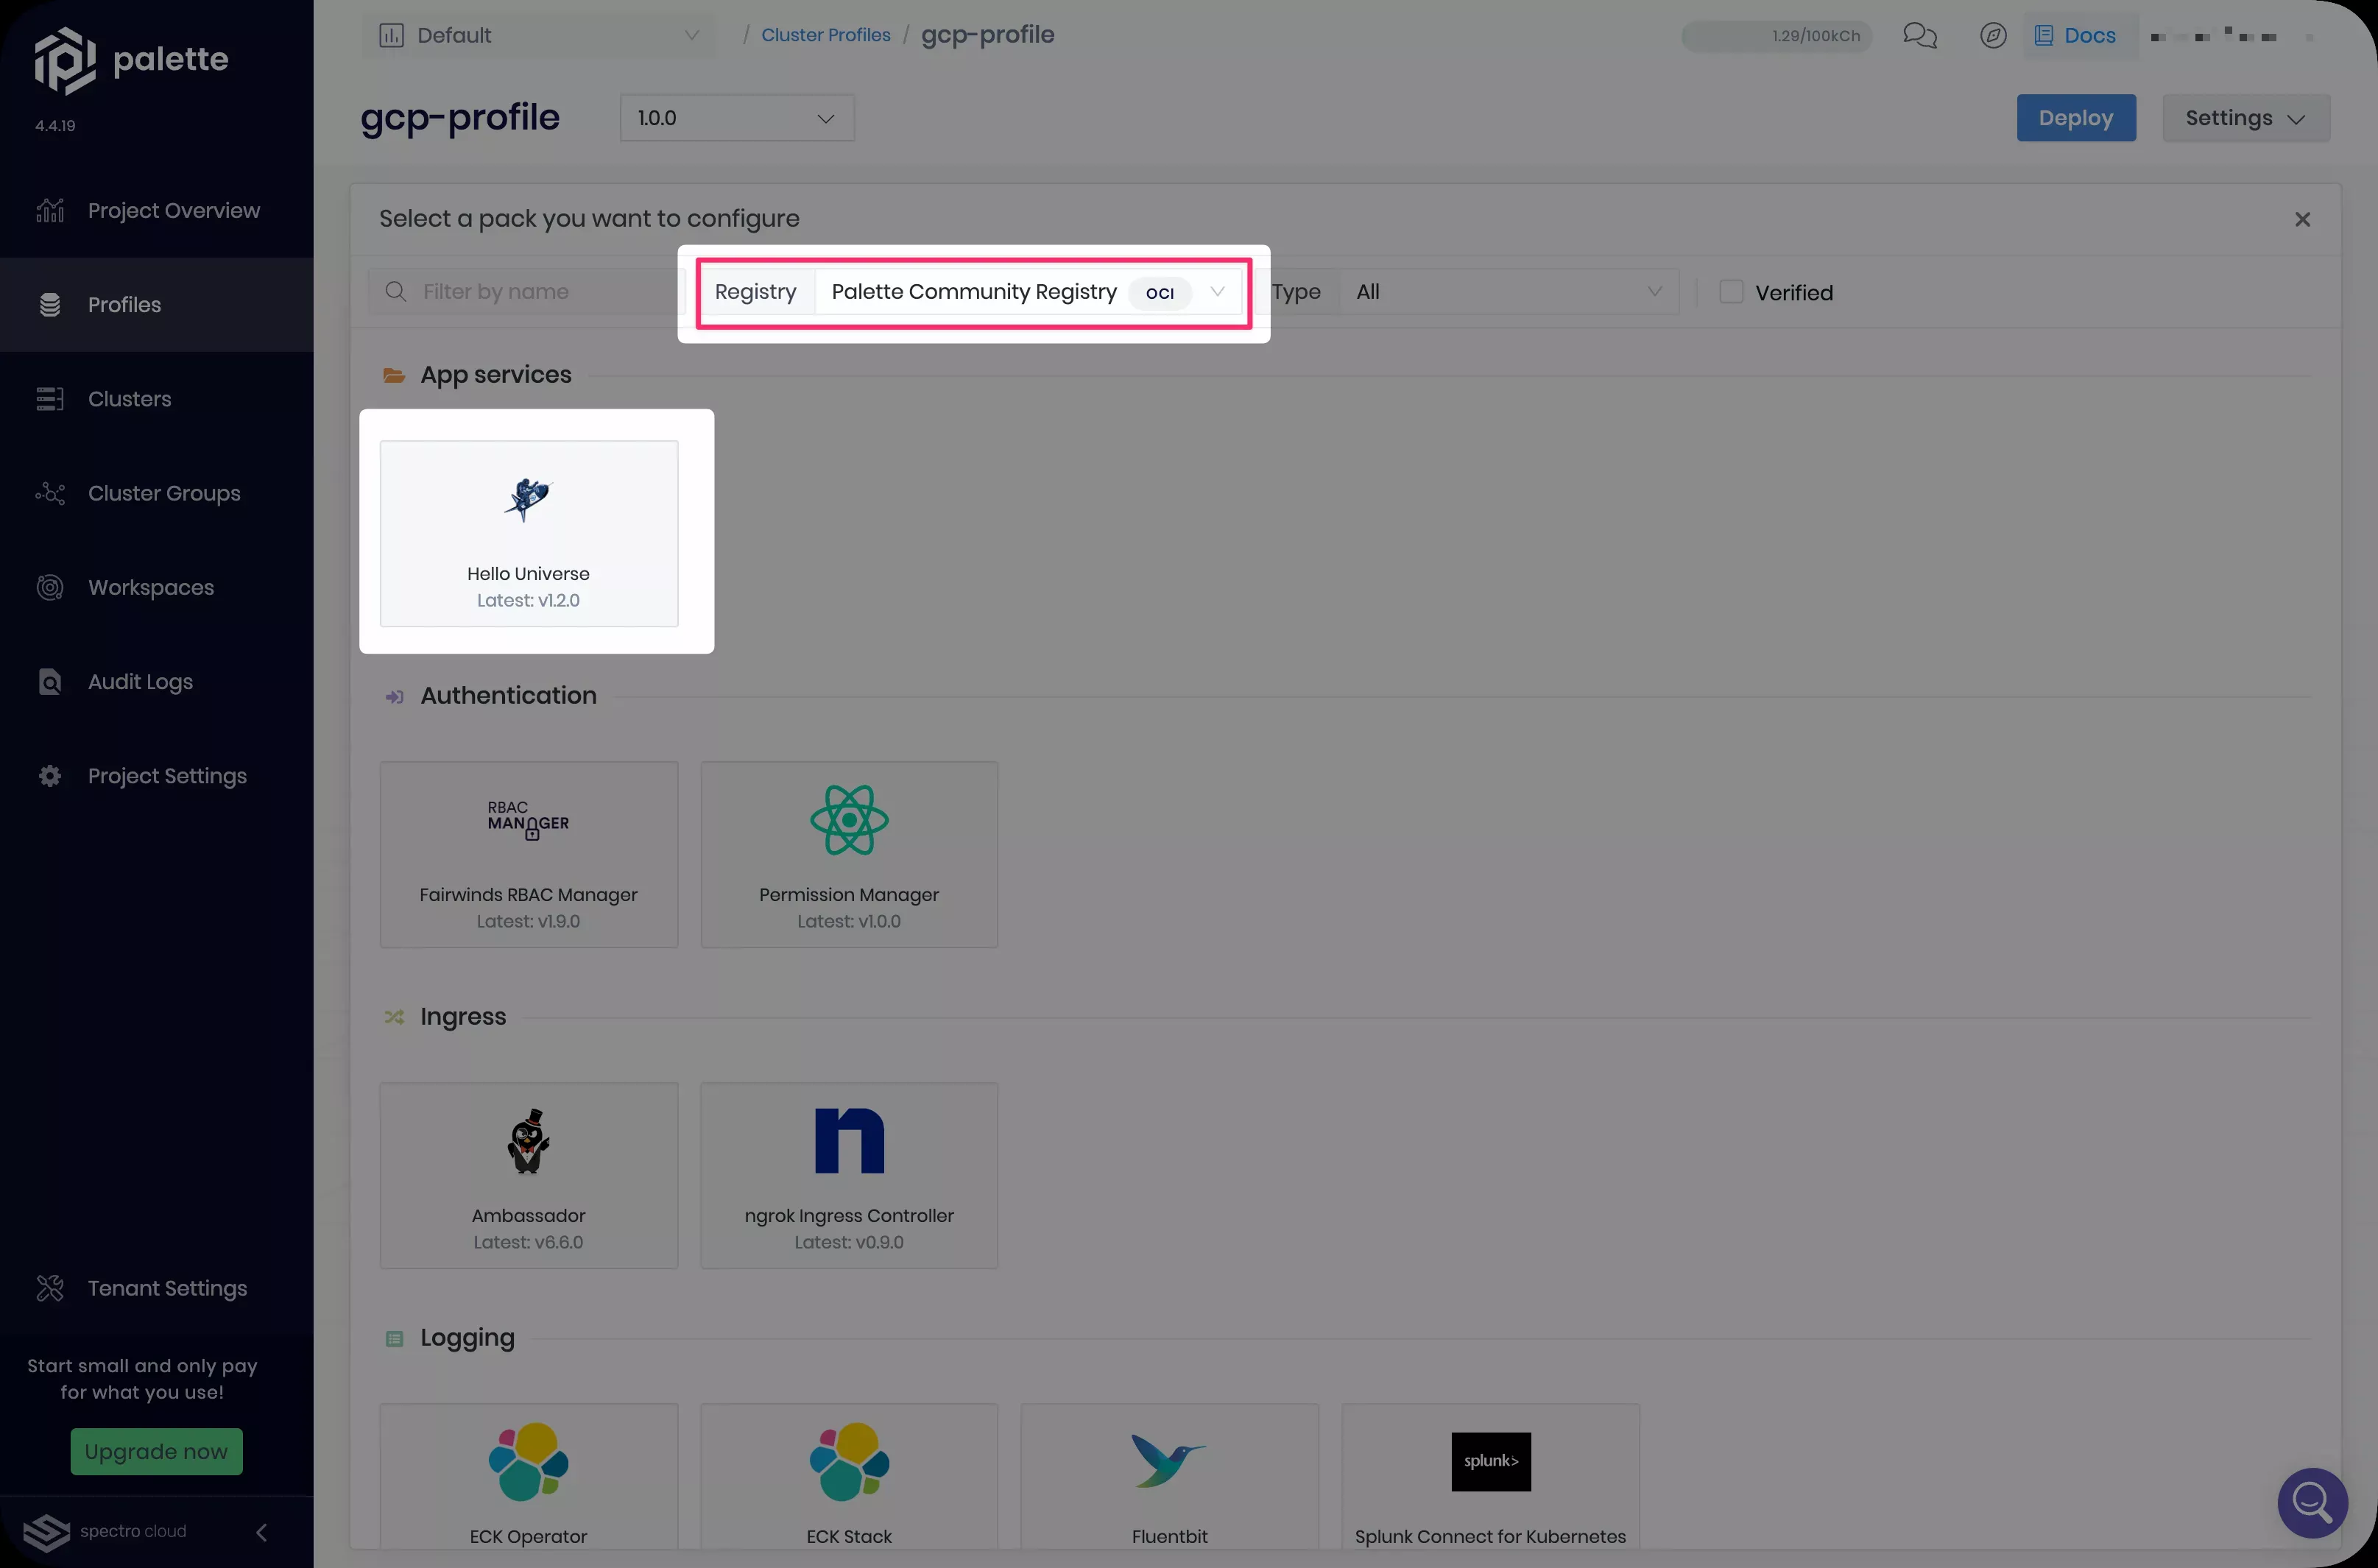 palette
4.4.19
Project Overview
Profiles
Clusters
Cluster Groups
Workspaces
Audit Logs
Project Settings
Tenant Settings
Start small and only pay
for what you use!
Upgrade now
spectro cloud
Default / Cluster Profiles / gcp-profile
1.29/100kCh
Docs
gcp-profile
1.0.0
Deploy
Settings
Select a pack you want to configure
Filter by name
Registry Palette Community Registry OCI
Type All
Verified
App services
Hello Universe
Latest: v1.2.0
Authentication
RBAC
MANAGER
Fairwinds RBAC Manager
Latest: v1.9.0
Permission Manager
Latest: v1.0.0
Ingress
Ambassador
Latest: v6.6.0
n
ngrok Ingress Controller
Latest: v0.9.0
Logging
ECK Operator
ECK Stack
Fluentbit
splunk>
Splunk Connect for Kubernetes